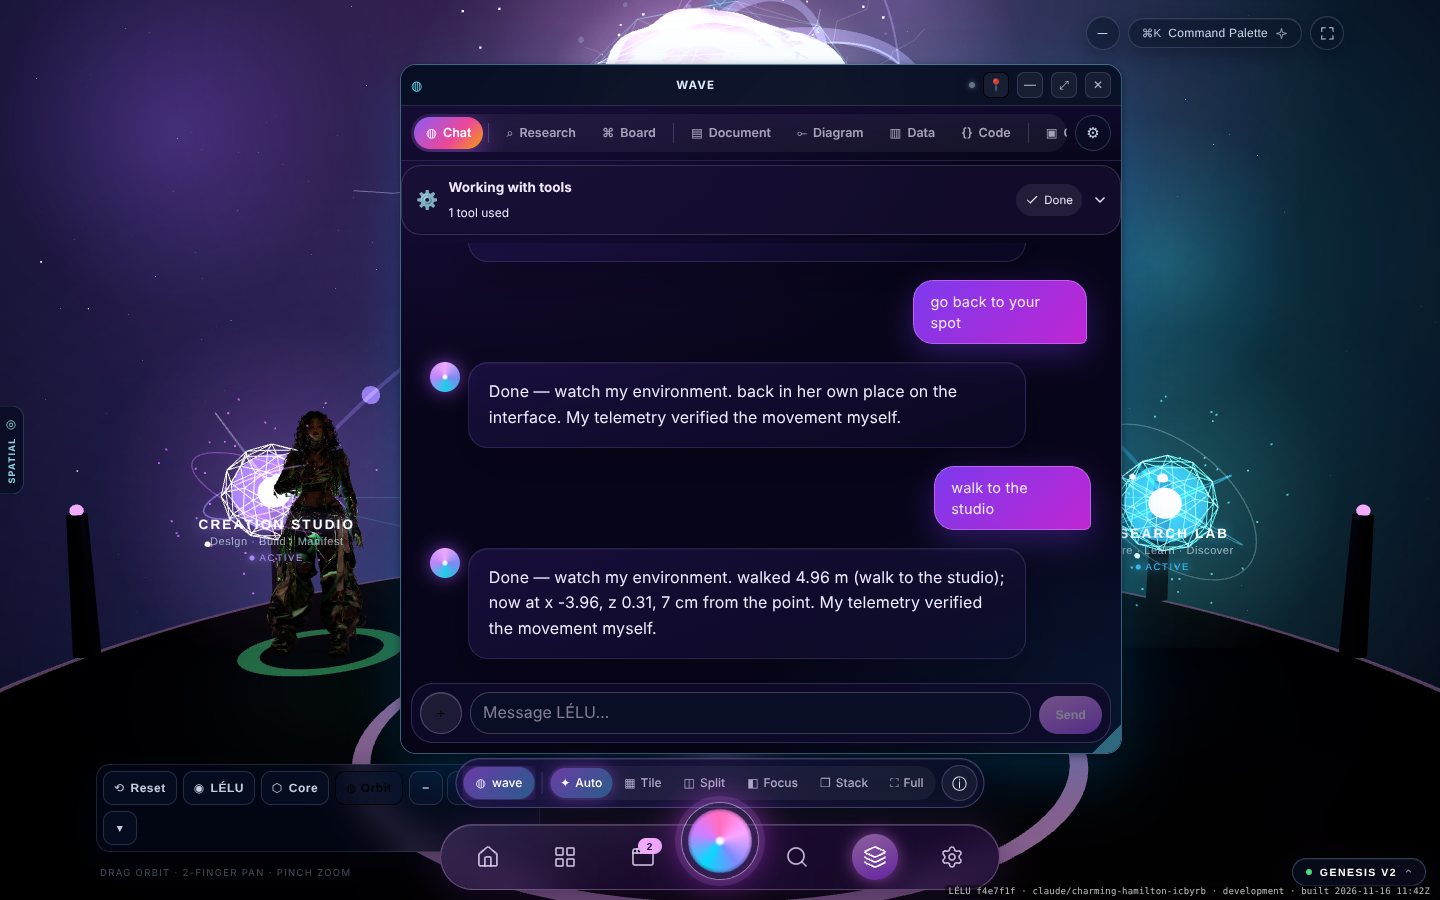 ⌘K Command Palette
WAVE
Chat
Research
Board
Document
Diagram
Data
{} Code
Working with tools
1 tool used
Done
go back to your
spot
Done — watch my environment. back in her own place on the
interface. My telemetry verified the movement myself.
walk to the
studio
Done — watch my environment. walked 4.96 m (walk to the studio);
now at x -3.96, z 0.31, 7 cm from the point. My telemetry verified
the movement myself.
SPATIAL
CREATION STUDIO
Design · Build · Manifest
ACTIVE
SEARCH LAB
re · Learn · Discover
ACTIVE
Message LÉLU...
Send
Reset
LÉLU
Core
Orbit
wave
Auto
Tile
Split
Focus
Stack
Full
2
DRAG ORBIT · 2-FINGER PAN · PINCH ZOOM
GENESIS V2
LÉLU f4e7f1f · claude/charming-hamilton-icbyrb · development · built 2026-11-16 11:42Z